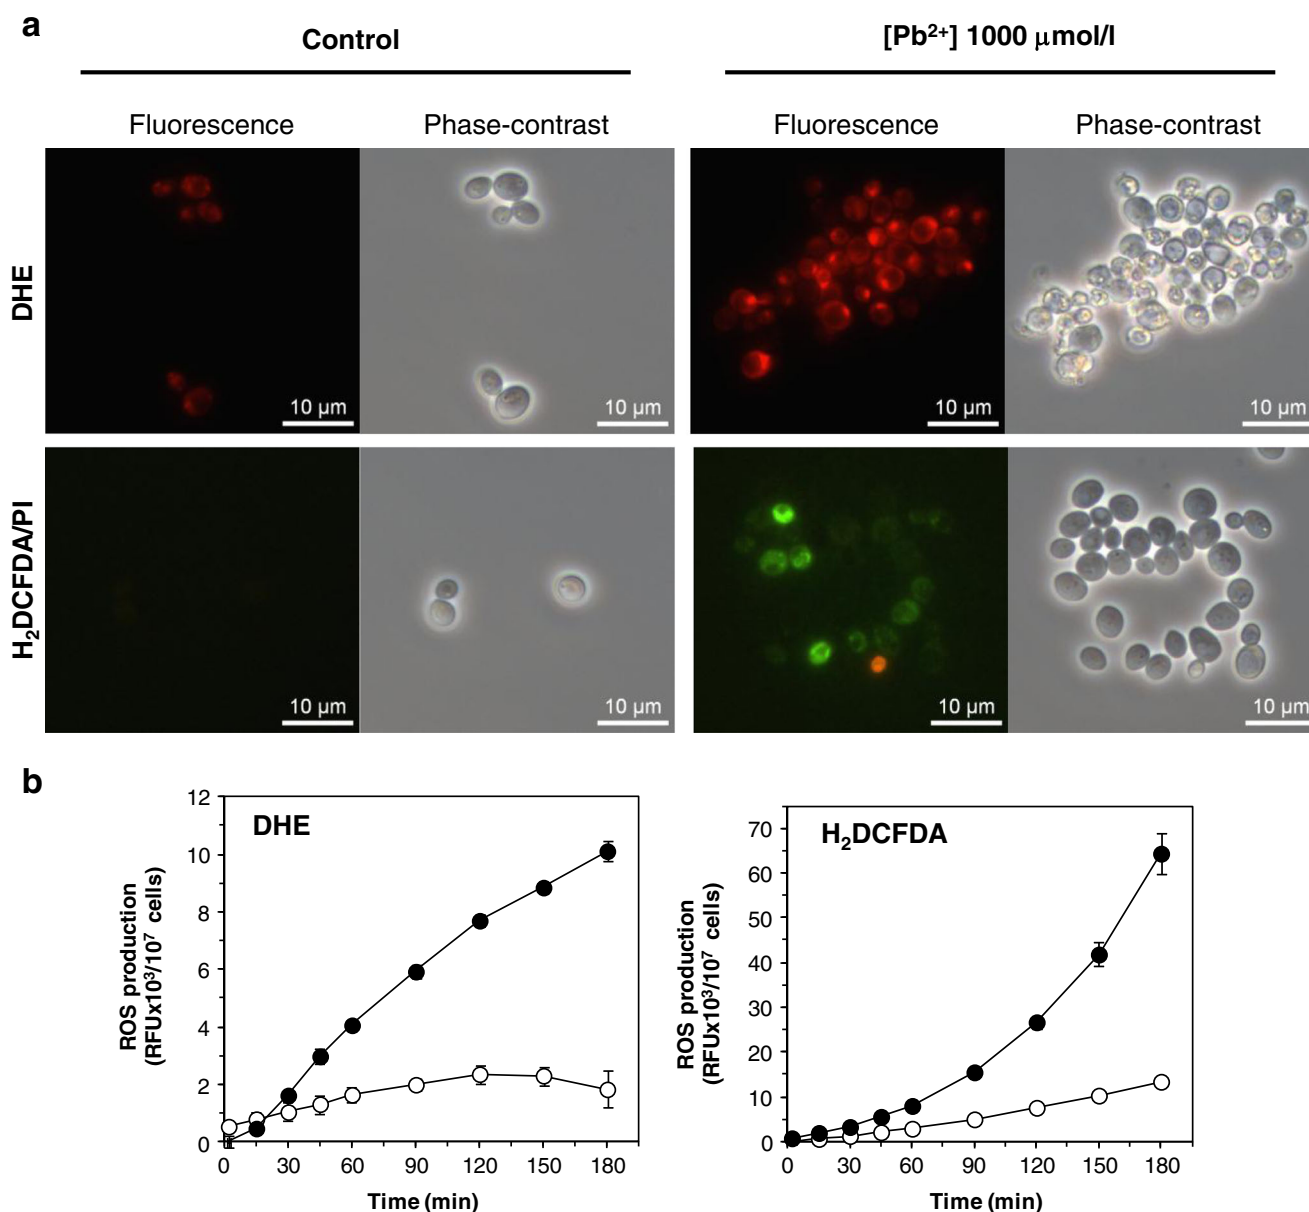 a
Control
[Pb²⁺] 1000 μmol/l
Fluorescence
Phase-contrast
Fluorescence
Phase-contrast
DHE
10 µm
10 µm
10 µm
10 µm
H₂DCFDA/PI
10 µm
10 µm
10 µm
10 µm
b
DHE
ROS production
(RFUx10³/10⁷ cells)
12
10
8
6
4
2
0
0 30 60 90 120 150 180
Time (min)
H₂DCFDA
ROS production
(RFUx10³/10⁷ cells)
70
60
50
40
30
20
10
0
0 30 60 90 120 150 180
Time (min)